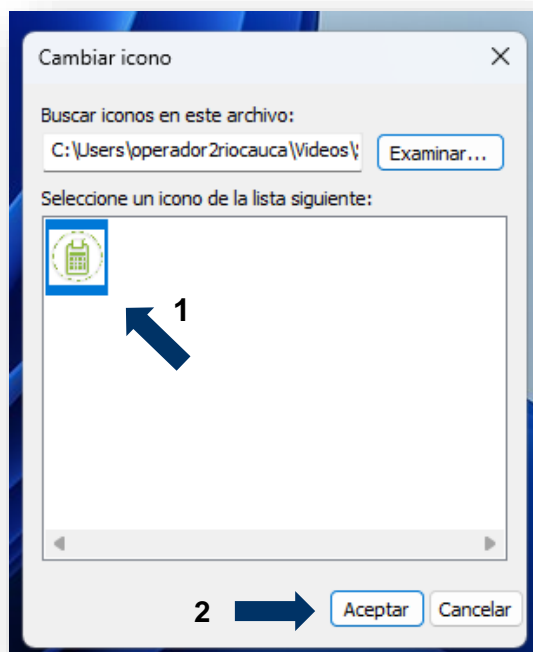 Cambiar icono
Buscar iconos en este archivo:
C:\Users\operador2riocauca\Videos\
Examinar...
Seleccione un icono de la lista siguiente:
1
2
Aceptar
Cancelar